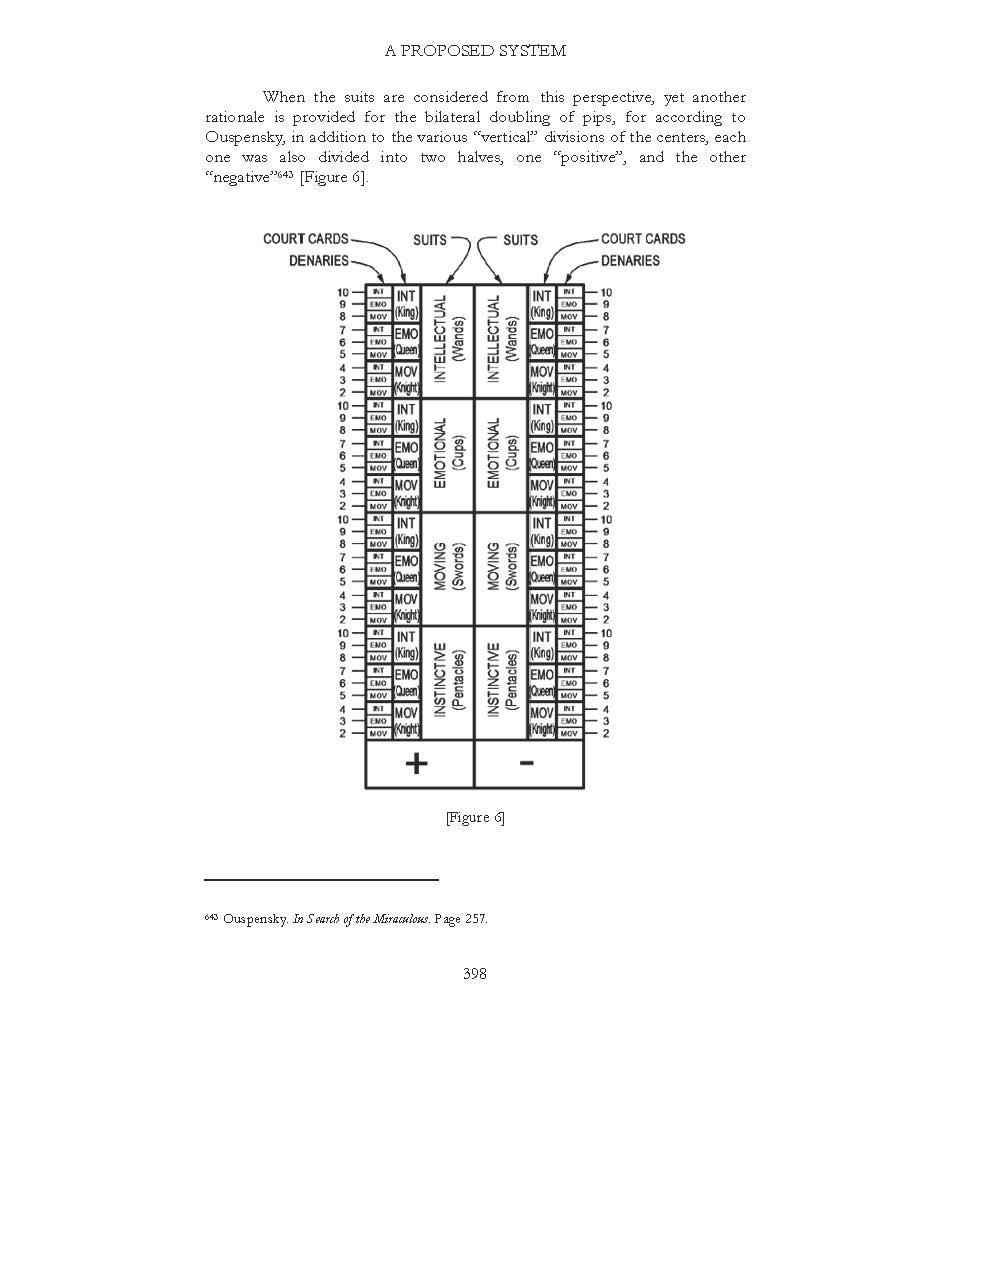 A PROPOSED SYSTEM
When the suits are considered from this perspective, yet another
rationale is provided for the bilateral doubling of pips, for according to
Ouspensky, in addition to the various “vertical” divisions of the centers, each
one was also divided into two halves, one “positive”, and the other
“negative”⁶⁴³ [Figure 6].
COURT CARDS SUITS SUITS COURT CARDS
DENARIES DENARIES
10 INT INT INT INT 10
9 EMO (King) (King) EMO 9
8 MOV MOV 8
7 INT EMO EMO INT 7
6 EMO (Queen) (Queen) EMO 6
5 MOV MOV 5
4 INT MOV MOV INT 4
3 EMO (Knight) (Knight) EMO 3
2 MOV MOV 2
INTELLECTUAL
(Wands)
INTELLECTUAL
(Wands)
10 INT INT INT INT 10
9 EMO (King) (King) EMO 9
8 MOV MOV 8
7 INT EMO EMO INT 7
6 EMO (Queen) (Queen) EMO 6
5 MOV MOV 5
4 INT MOV MOV INT 4
3 EMO (Knight) (Knight) EMO 3
2 MOV MOV 2
EMOTIONAL
(Cups)
EMOTIONAL
(Cups)
10 INT INT INT INT 10
9 EMO (King) (King) EMO 9
8 MOV MOV 8
7 INT EMO EMO INT 7
6 EMO (Queen) (Queen) EMO 6
5 MOV MOV 5
4 INT MOV MOV INT 4
3 EMO (Knight) (Knight) EMO 3
2 MOV MOV 2
MOVING
(Swords)
MOVING
(Swords)
10 INT INT INT INT 10
9 EMO (King) (King) EMO 9
8 MOV MOV 8
7 INT EMO EMO INT 7
6 EMO (Queen) (Queen) EMO 6
5 MOV MOV 5
4 INT MOV MOV INT 4
3 EMO (Knight) (Knight) EMO 3
2 MOV MOV 2
INSTINCTIVE
(Pentacles)
INSTINCTIVE
(Pentacles)
+ -
[Figure 6]
⁶⁴³ Ouspensky. In Search of the Miraculous. Page 257.
398